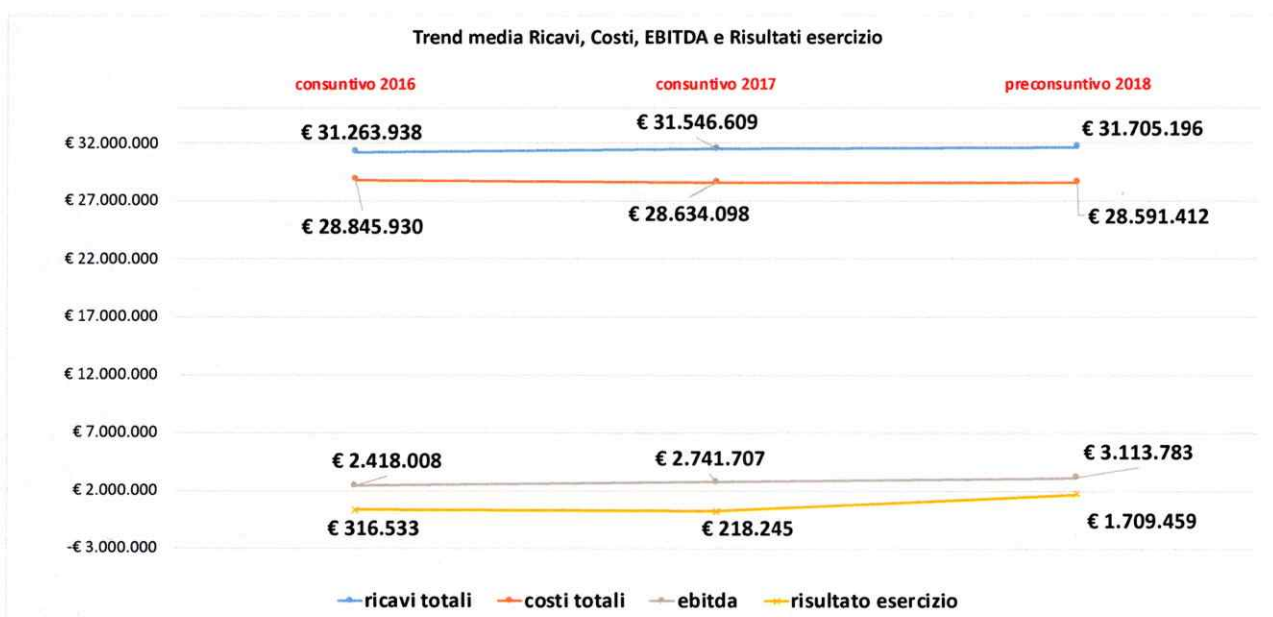 Trend media Ricavi, Costi, EBITDA e Risultati esercizio
consuntivo 2016 consuntivo 2017 preconsuntivo 2018
€ 31.263.938 € 31.546.609 € 31.705.196
€ 32.000.000
€ 27.000.000
€ 28.845.930 € 28.634.098 € 28.591.412
€ 22.000.000
€ 17.000.000
€ 12.000.000
€ 7.000.000
€ 2.418.008 € 2.741.707 € 3.113.783
€ 2.000.000
€ 316.533 € 218.245 € 1.709.459
-€ 3.000.000
ricavi totali costi totali ebitda risultato esercizio